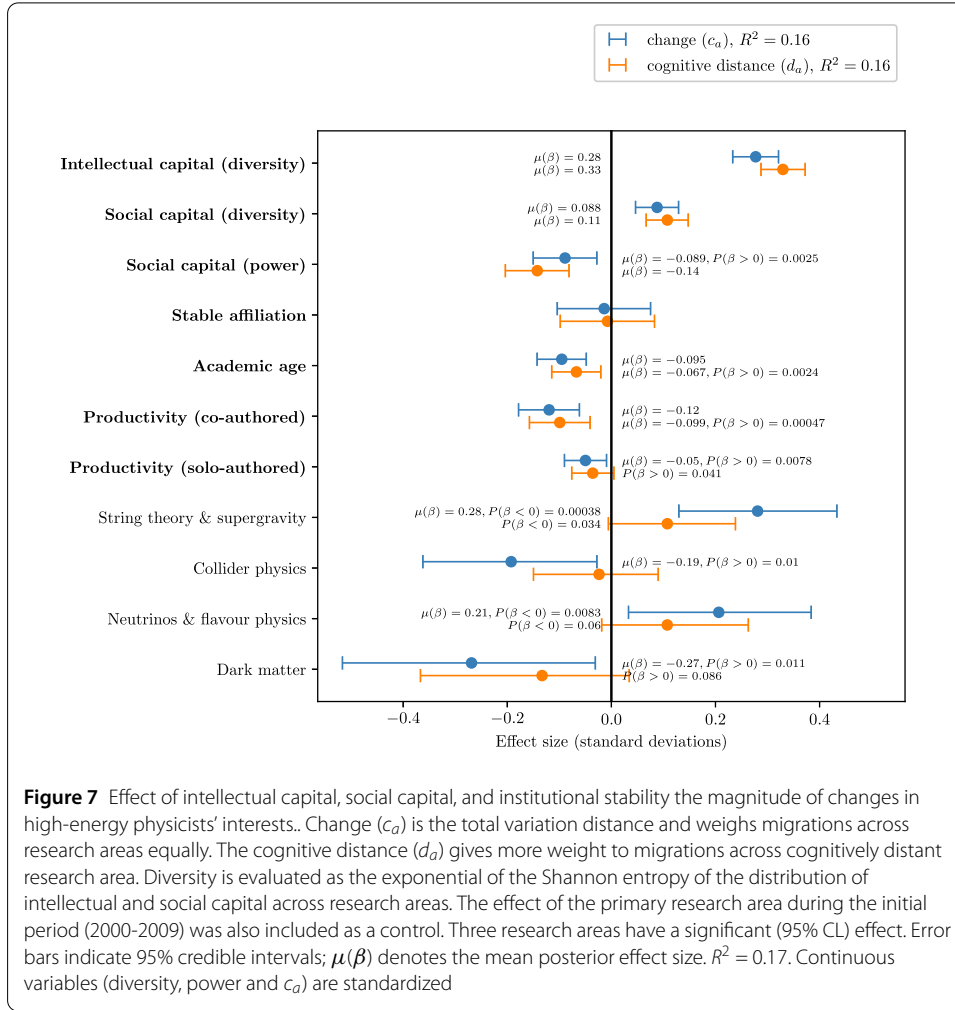 change (cₐ), R² = 0.16
cognitive distance (dₐ), R² = 0.16
Intellectual capital (diversity)
μ(β) = 0.28
μ(β) = 0.33
Social capital (diversity)
μ(β) = 0.088
μ(β) = 0.11
Social capital (power)
μ(β) = −0.089, P(β > 0) = 0.0025
μ(β) = −0.14
Stable affiliation
Academic age
μ(β) = −0.095
μ(β) = −0.067, P(β > 0) = 0.0024
Productivity (co-authored)
μ(β) = −0.12
μ(β) = −0.099, P(β > 0) = 0.00047
Productivity (solo-authored)
μ(β) = −0.05, P(β > 0) = 0.0078
P(β > 0) = 0.041
String theory & supergravity
μ(β) = 0.28, P(β < 0) = 0.00038
P(β < 0) = 0.034
Collider physics
μ(β) = −0.19, P(β > 0) = 0.01
Neutrinos & flavour physics
μ(β) = 0.21, P(β < 0) = 0.0083
P(β < 0) = 0.06
Dark matter
μ(β) = −0.27, P(β > 0) = 0.011
P(β > 0) = 0.086
−0.4 −0.2 0.0 0.2 0.4
Effect size (standard deviations)
Figure 7 Effect of intellectual capital, social capital, and institutional stability the magnitude of changes in
high-energy physicists' interests.. Change (cₐ) is the total variation distance and weighs migrations across
research areas equally. The cognitive distance (dₐ) gives more weight to migrations across cognitively distant
research area. Diversity is evaluated as the exponential of the Shannon entropy of the distribution of
intellectual and social capital across research areas. The effect of the primary research area during the initial
period (2000-2009) was also included as a control. Three research areas have a significant (95% CL) effect. Error
bars indicate 95% credible intervals; μ(β) denotes the mean posterior effect size. R² = 0.17. Continuous
variables (diversity, power and cₐ) are standardized